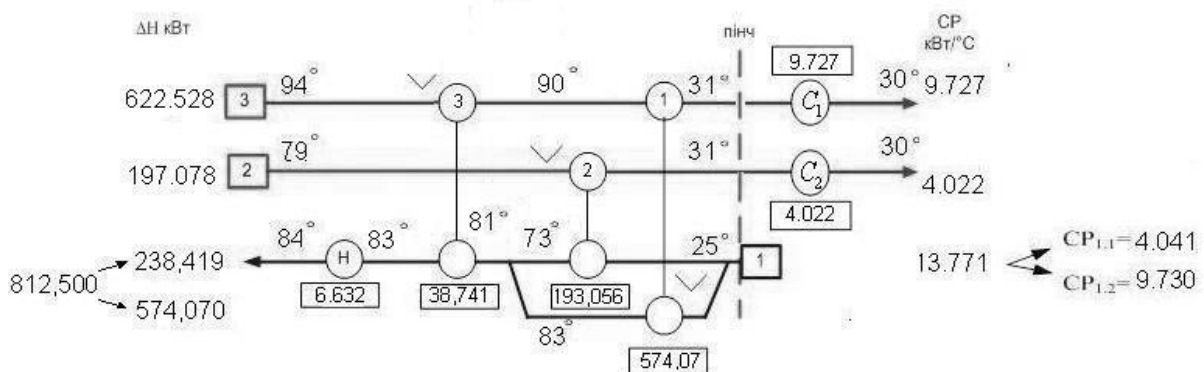 ΔH кВт
пінч
CP
кВт/°C
9.727
622.528 3 94° 3 90° 1 31° C₁ 30° 9.727
197.078 2 79° 2 31° C₂ 30° 4.022
4.022
812,500 238,419 84° H 83° 81° 73° 25° 1 13.771 CP₁.₁= 4.041
574,070 6.632 38,741 193,056 CP₁.₂= 9.730
83°
574,07